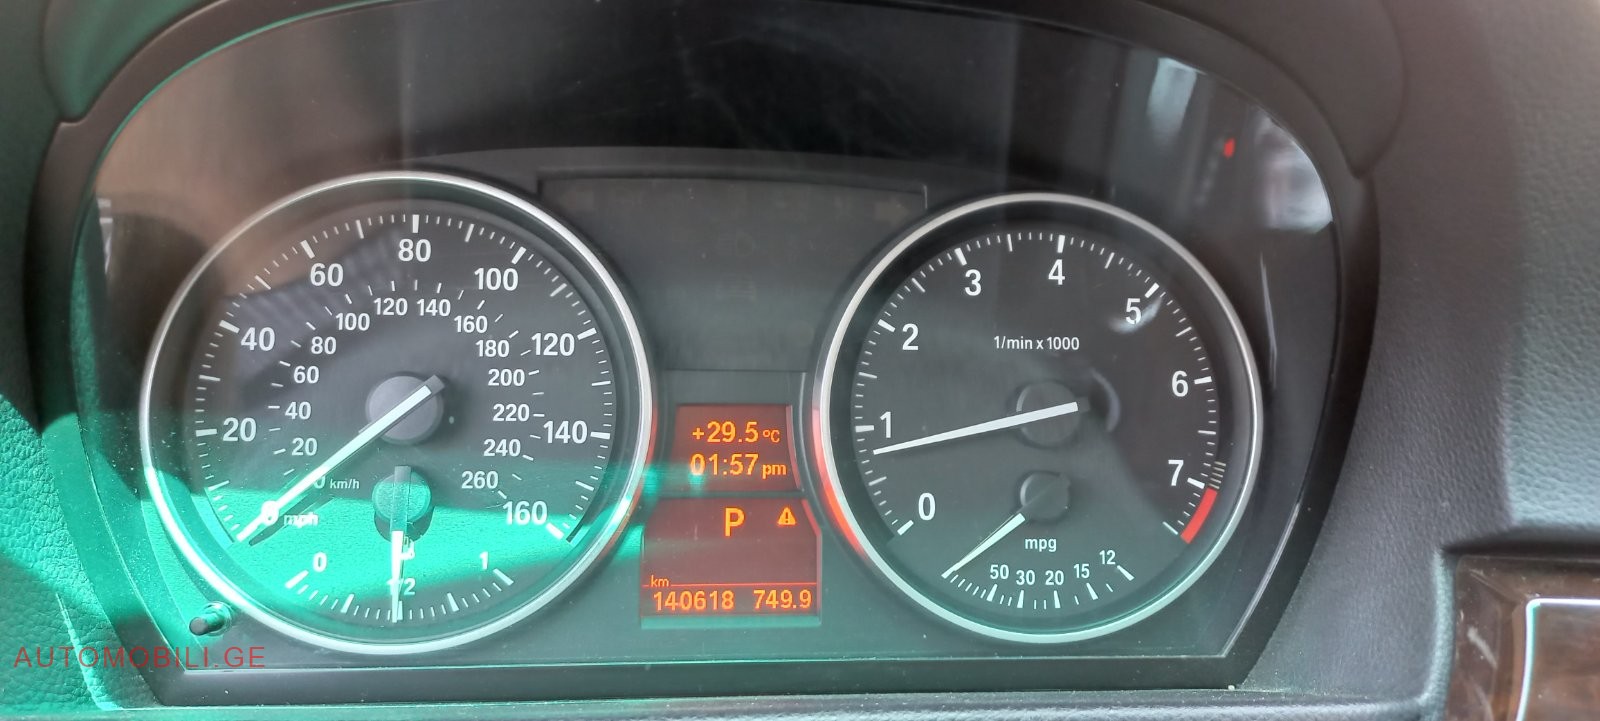 20 40 60 80 100 120 140 160
20 40 60 80 100 120 140 160 180 200 220 240 260
km/h
mph
0 1/2 1
+29.5°C
01:57 pm
P
km
140618 749.9
0 1 2 3 4 5 6 7
1/min x 1000
mpg
50 30 20 15 12
AUTOMOBILI.GE